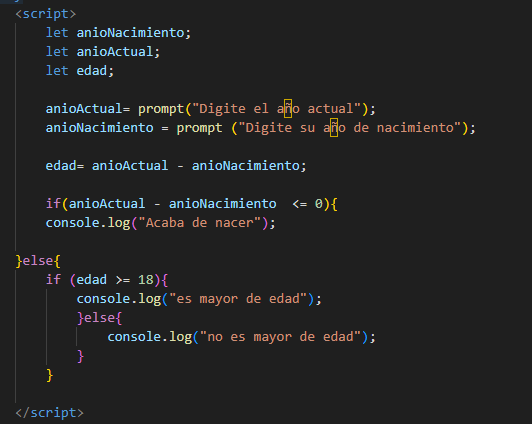 <script>
let anioNacimiento;
let anioActual;
let edad;
anioActual= prompt("Digite el año actual");
anioNacimiento = prompt ("Digite su año de nacimiento");
edad= anioActual - anioNacimiento;
if(anioActual - anioNacimiento  <= 0){
console.log("Acaba de nacer");
}else{
if (edad >= 18){
console.log("es mayor de edad");
}else{
console.log("no es mayor de edad");
}
}
</script>